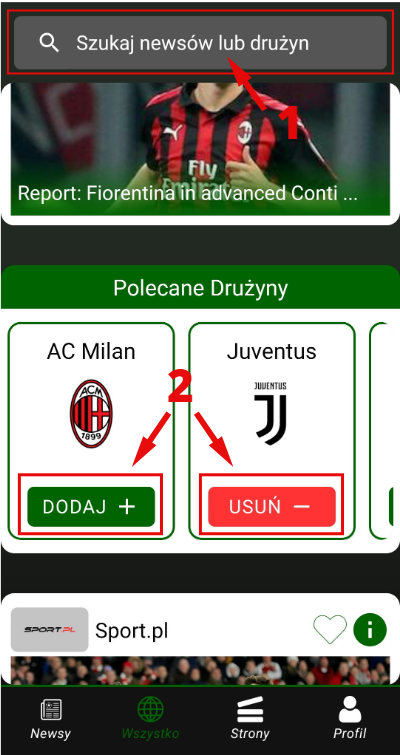 Szukaj newsów lub drużyn
1
Fly
Emirates
Report: Fiorentina in advanced Conti ...
Polecane Drużyny
AC Milan
Juventus
2
ACM
1899
JUVENTUS
DODAJ +
USUŃ −
SPORT.PL
Sport.pl
i
Newsy
Wszystko
Strony
Profil